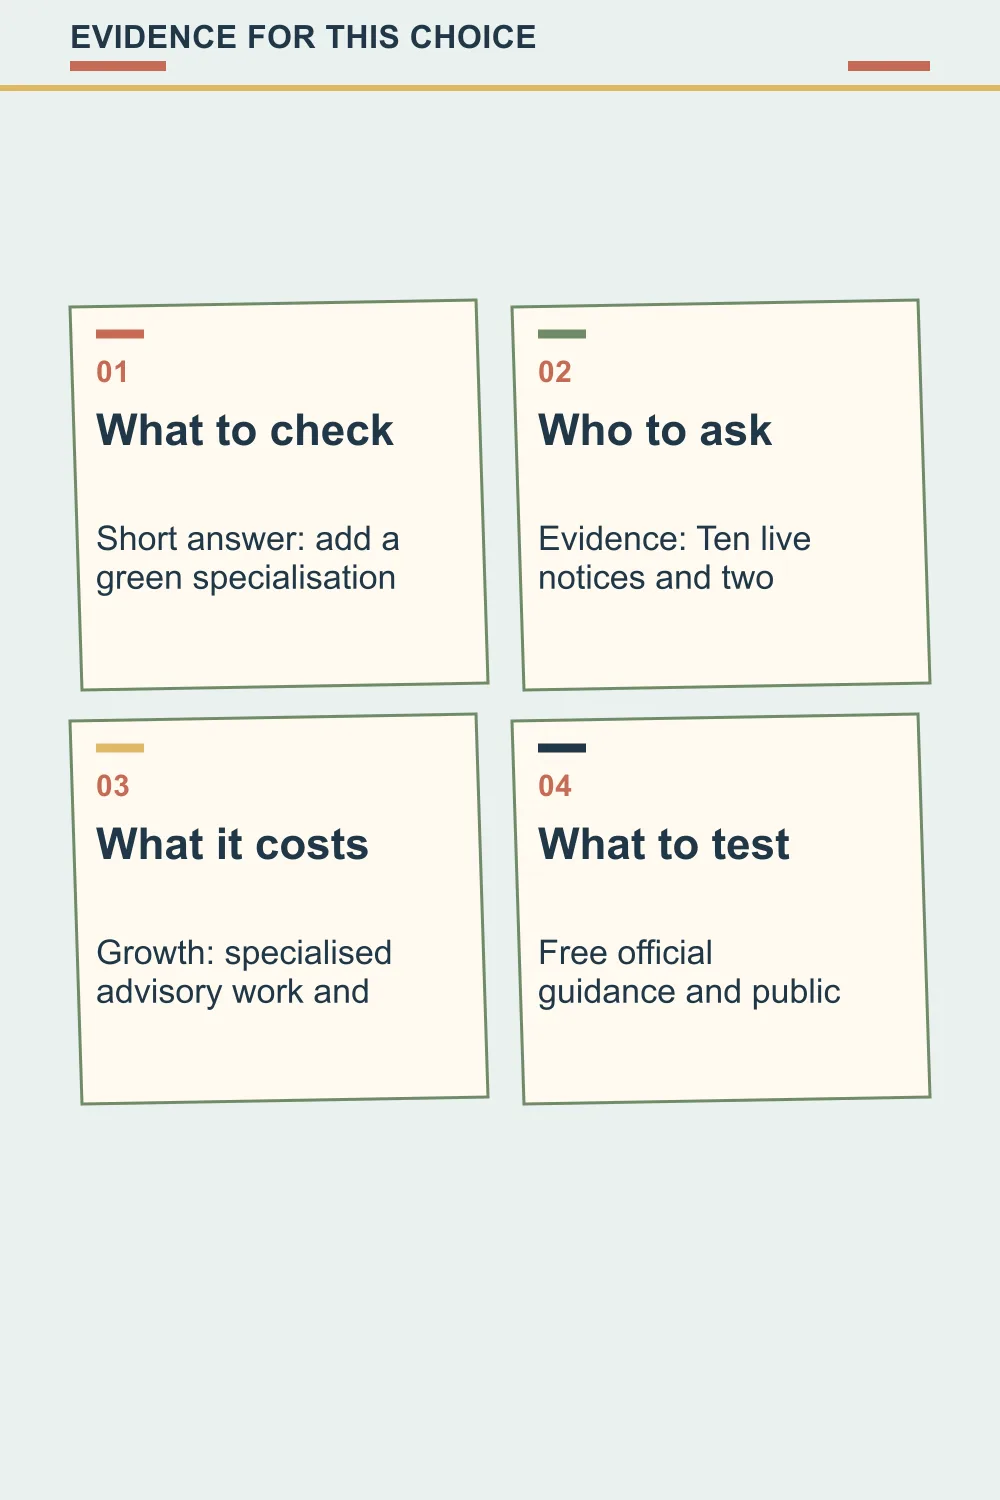 EVIDENCE FOR THIS CHOICE
01
What to check
Short answer: add a
green specialisation
02
Who to ask
Evidence: Ten live
notices and two
03
What it costs
Growth: specialised
advisory work and
04
What to test
Free official
guidance and public